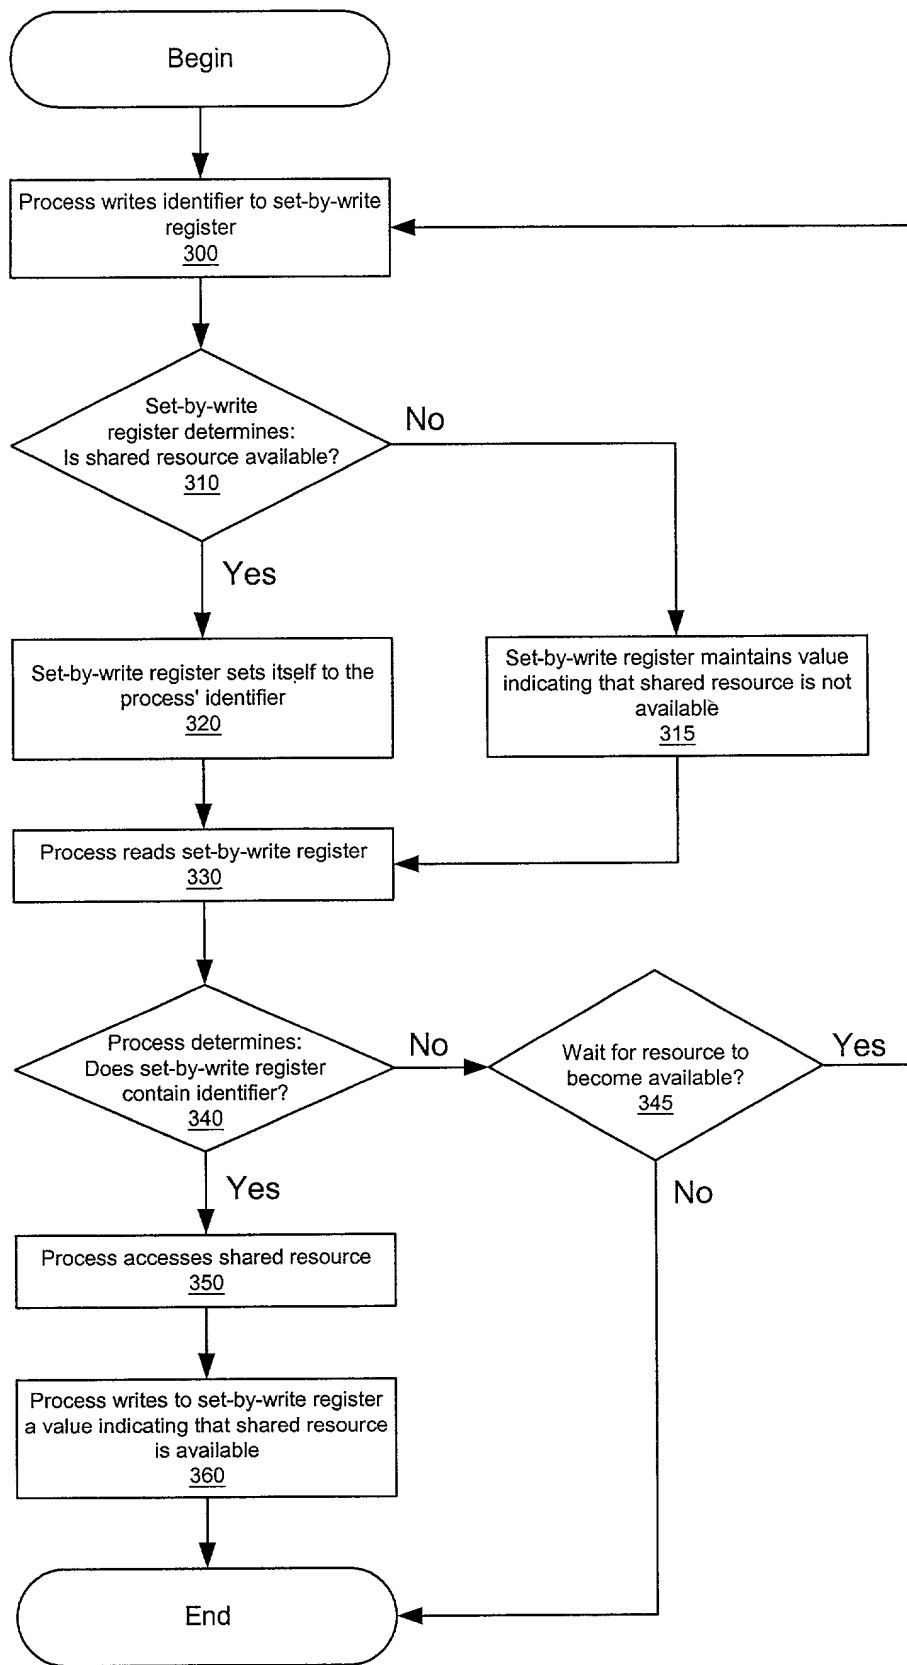 Begin
Process writes identifier to set-by-write
register
300
Set-by-write
register determines:
Is shared resource available?
310
No
Yes
Set-by-write register sets itself to the
process' identifier
320
Set-by-write register maintains value
indicating that shared resource is not
available
315
Process reads set-by-write register
330
Process determines:
Does set-by-write register
contain identifier?
340
No
Wait for resource to
become available?
345
Yes
Yes
No
Process accesses shared resource
350
Process writes to set-by-write register
a value indicating that shared resource
is available
360
End